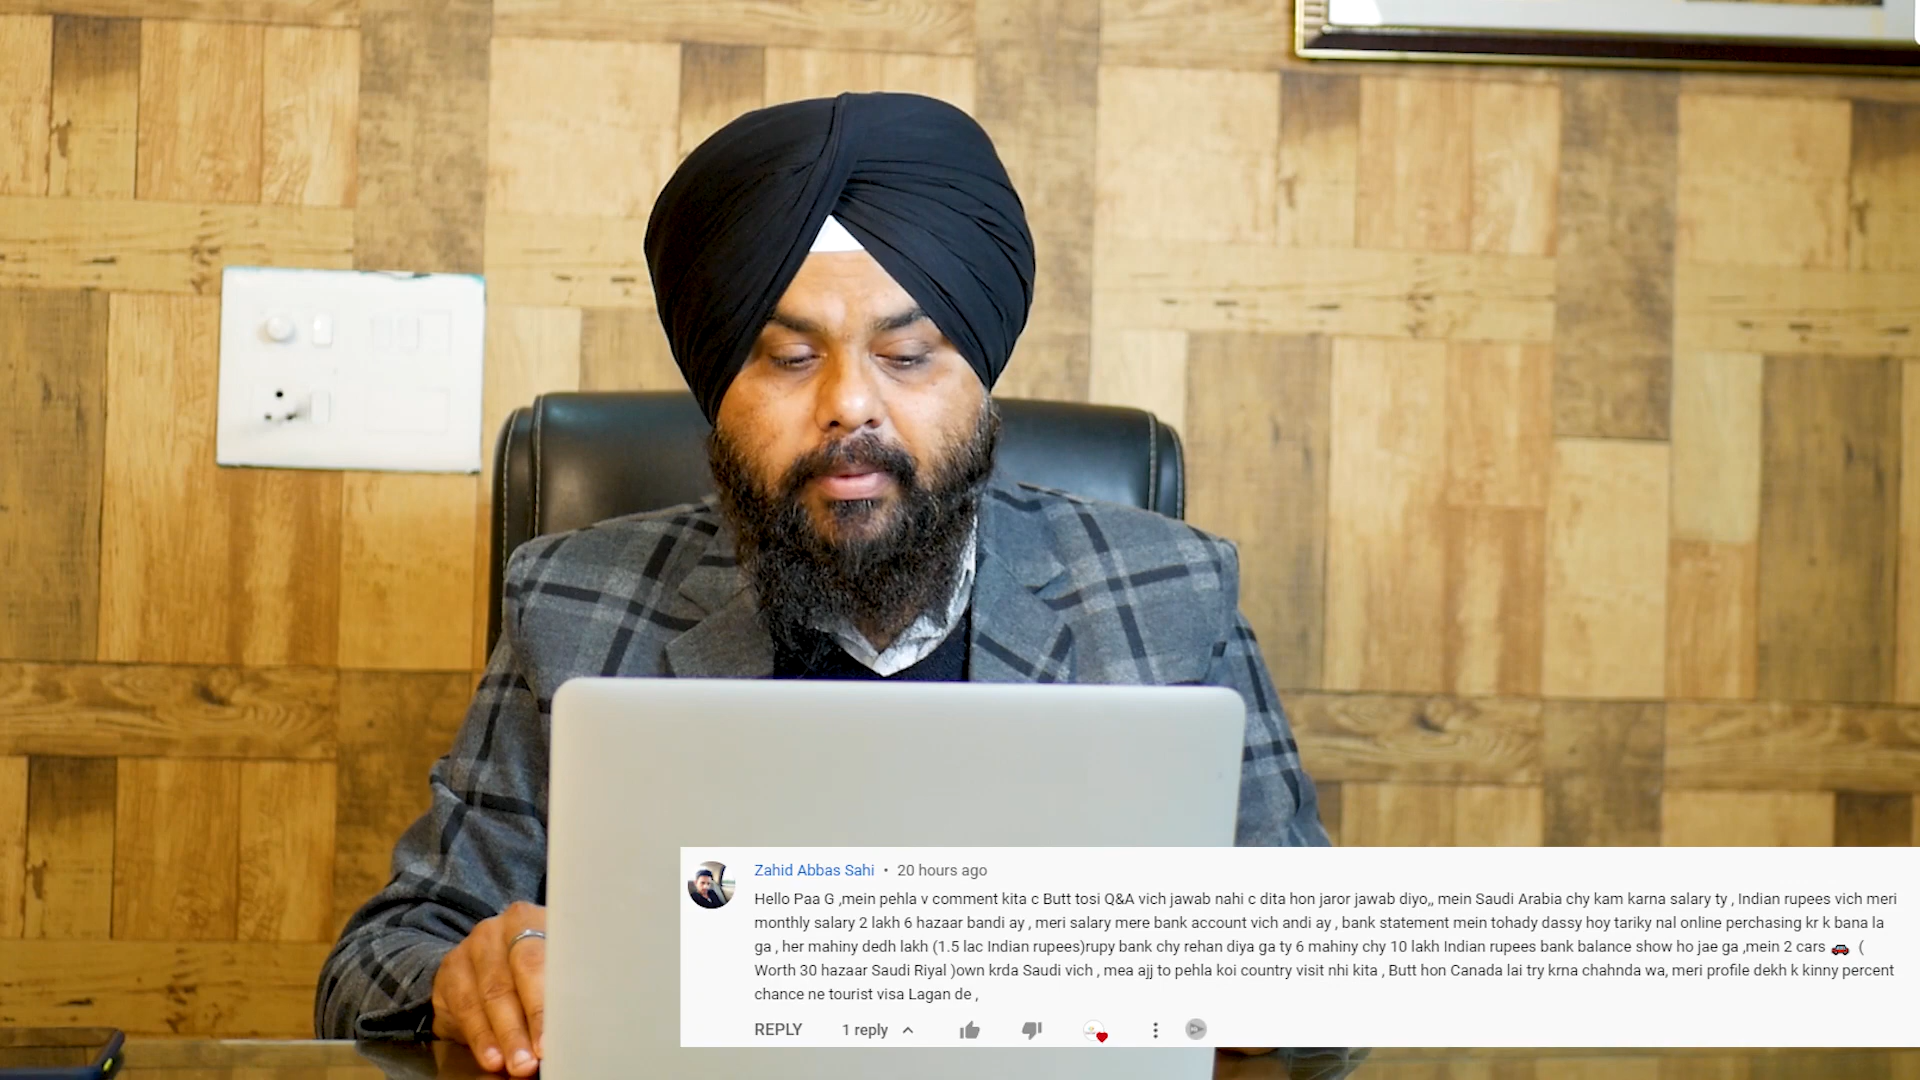 Zahid Abbas Sahi • 20 hours ago
Hello Paa G ,mein pehla v comment kita c Butt tosi Q&A vich jawab nahi c dita hon jaror jawab diyo,, mein Saudi Arabia chy kam karna salary ty , Indian rupees vich meri
monthly salary 2 lakh 6 hazaar bandi ay , meri salary mere bank account vich andi ay , bank statement mein tohady dassy hoy tariky nal online perchasing kr k bana la
ga , her mahiny dedh lakh (1.5 lac Indian rupees)rupy bank chy rehan diya ga ty 6 mahiny chy 10 lakh Indian rupees bank balance show ho jae ga ,mein 2 cars 🚗 (
Worth 30 hazaar Saudi Riyal )own krda Saudi vich , mea ajj to pehla koi country visit nhi kita , Butt hon Canada lai try krna chahnda wa, meri profile dekh k kinny percent
chance ne tourist visa Lagan de ,
REPLY 1 reply